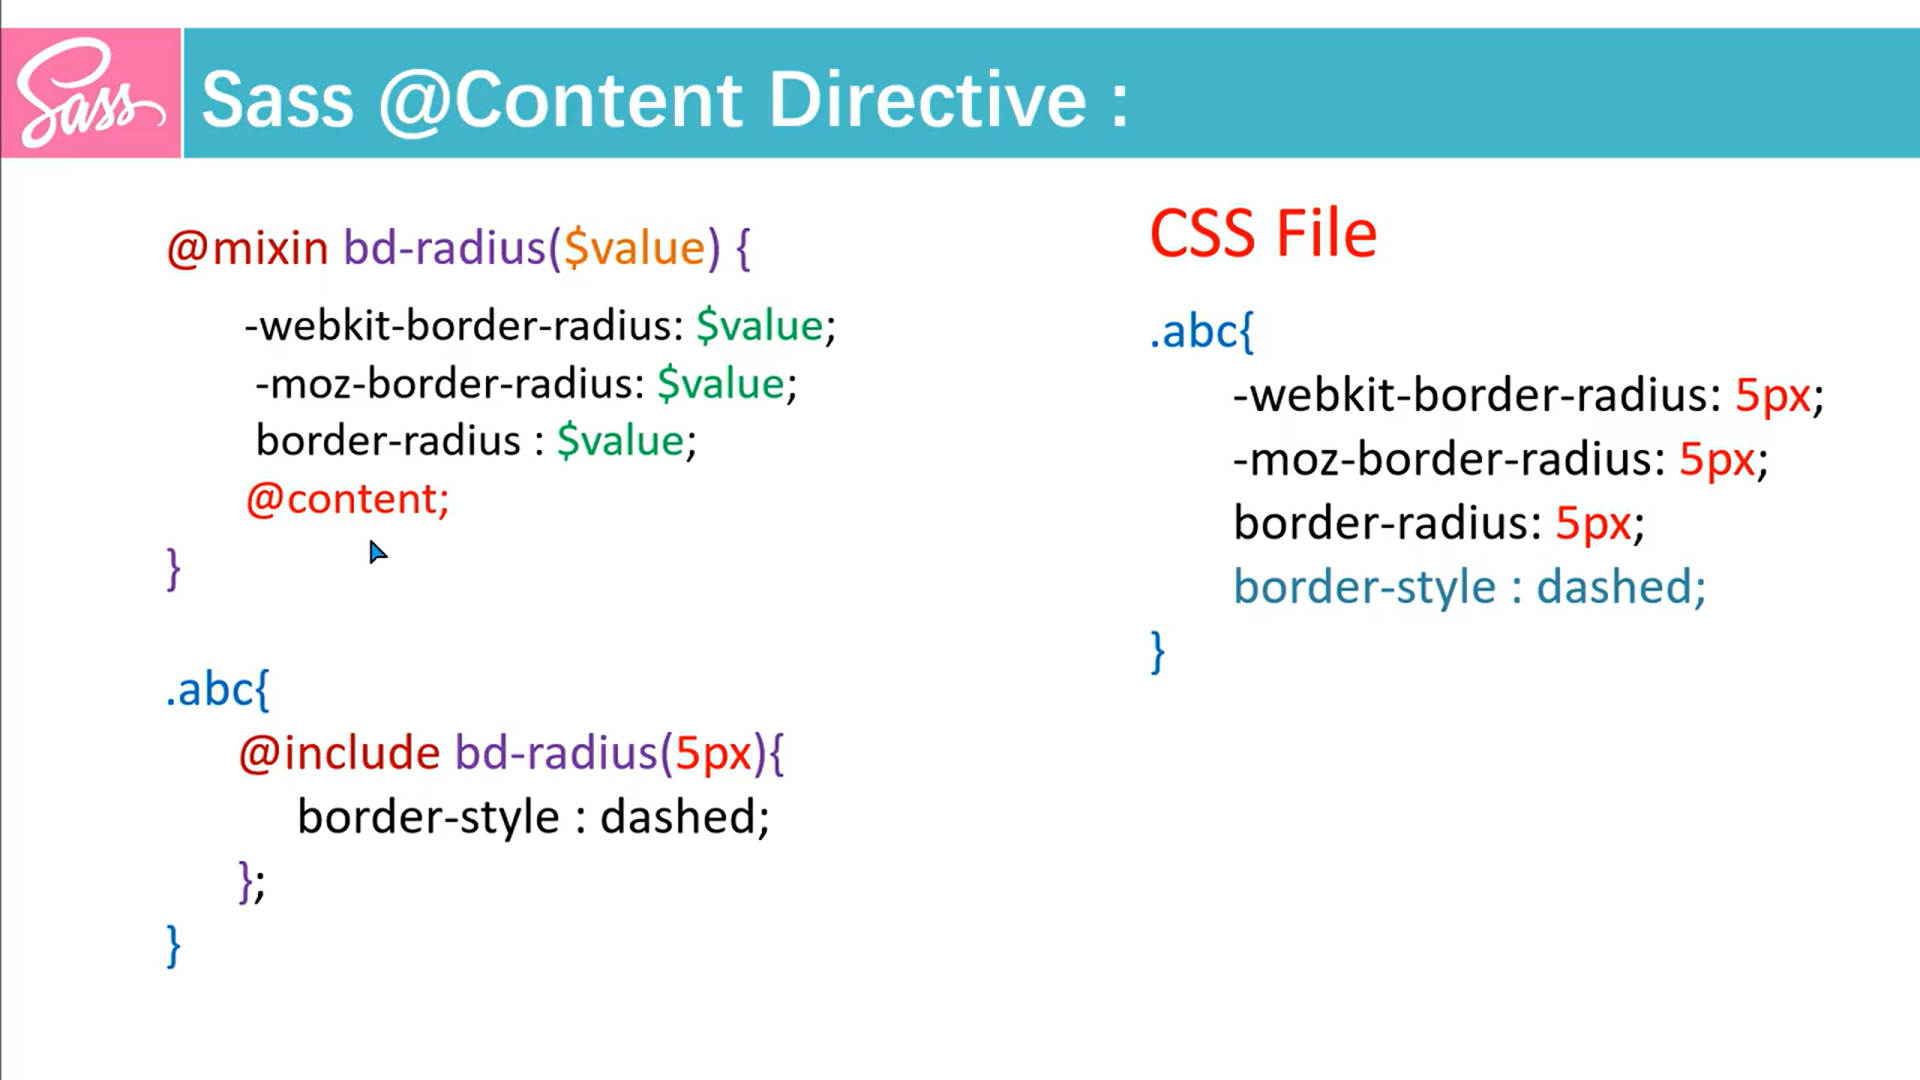 Sass
Sass @Content Directive :
@mixin bd-radius($value) {
-webkit-border-radius: $value;
-moz-border-radius: $value;
border-radius : $value;
@content;
}
.abc{
@include bd-radius(5px){
border-style : dashed;
};
}
CSS File
.abc{
-webkit-border-radius: 5px;
-moz-border-radius: 5px;
border-radius: 5px;
border-style : dashed;
}